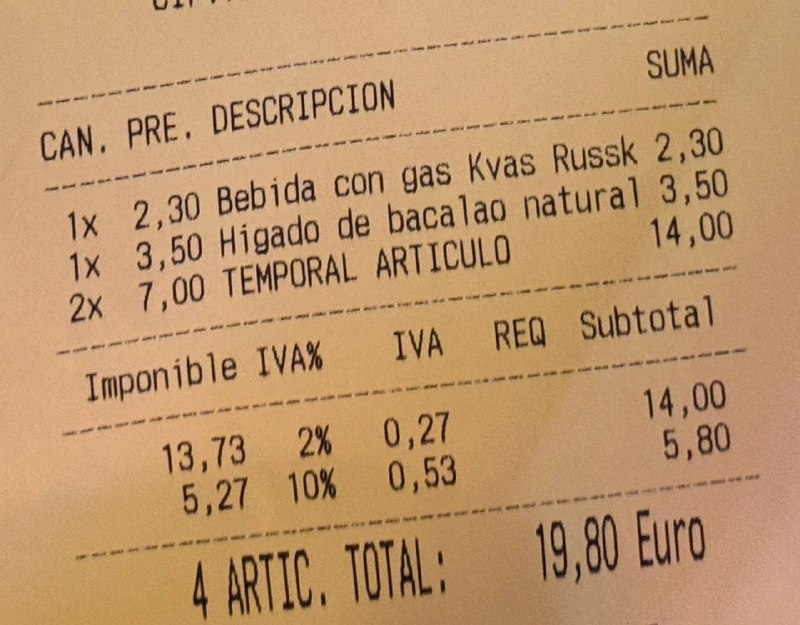 CAN. PRE. DESCRIPCION SUMA
1x 2,30 Bebida con gas Kvas Russk 2,30
1x 3,50 Higado de bacalao natural 3,50
2x 7,00 TEMPORAL ARTICULO 14,00
Imponible IVA% IVA REQ Subtotal
13,73 2% 0,27 14,00
5,27 10% 0,53 5,80
4 ARTIC. TOTAL: 19,80 Euro